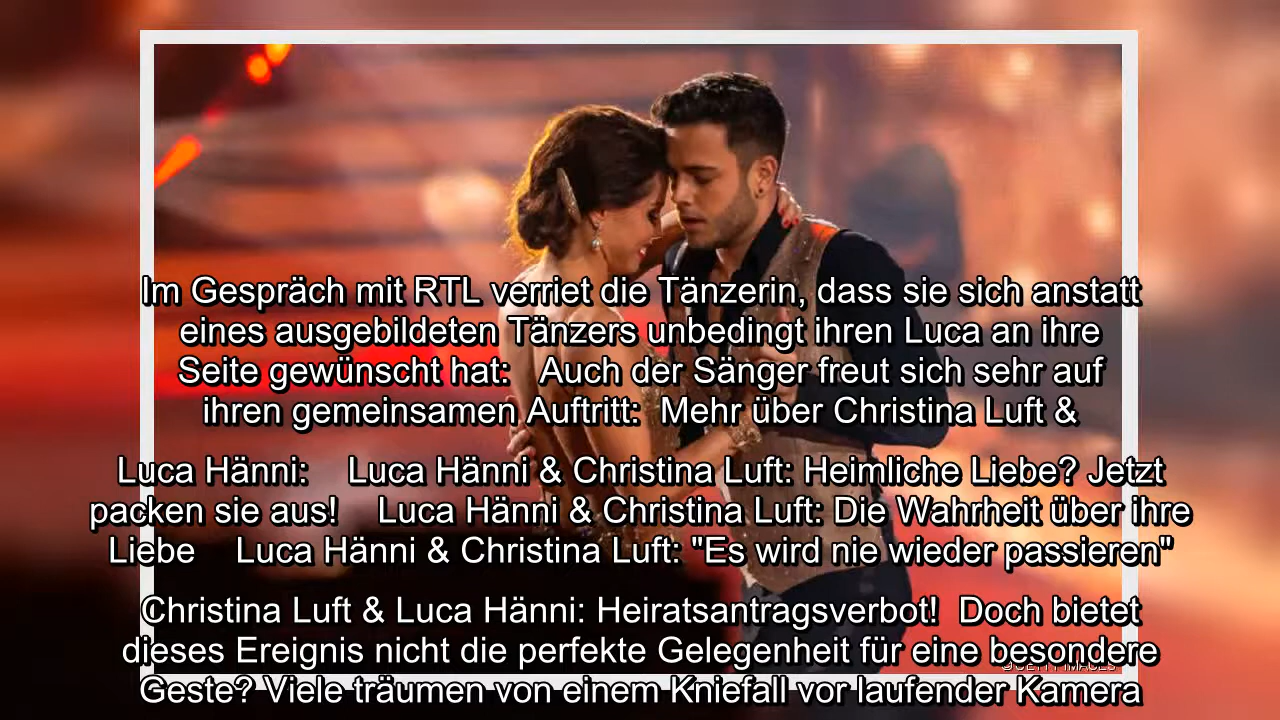 Im Gespräch mit RTL verriet die Tänzerin, dass sie sich anstatt
eines ausgebildeten Tänzers unbedingt ihren Luca an ihre
Seite gewünscht hat: Auch der Sänger freut sich sehr auf
ihren gemeinsamen Auftritt: Mehr über Christina Luft &
Luca Hänni: Luca Hänni & Christina Luft: Heimliche Liebe? Jetzt
packen sie aus! Luca Hänni & Christina Luft: Die Wahrheit über ihre
Liebe Luca Hänni & Christina Luft: "Es wird nie wieder passieren"
Christina Luft & Luca Hänni: Heiratsantragsverbot! Doch bietet
dieses Ereignis nicht die perfekte Gelegenheit für eine besondere
©GETTY IMAGES
Geste? Viele träumen von einem Kniefall vor laufender Kamera